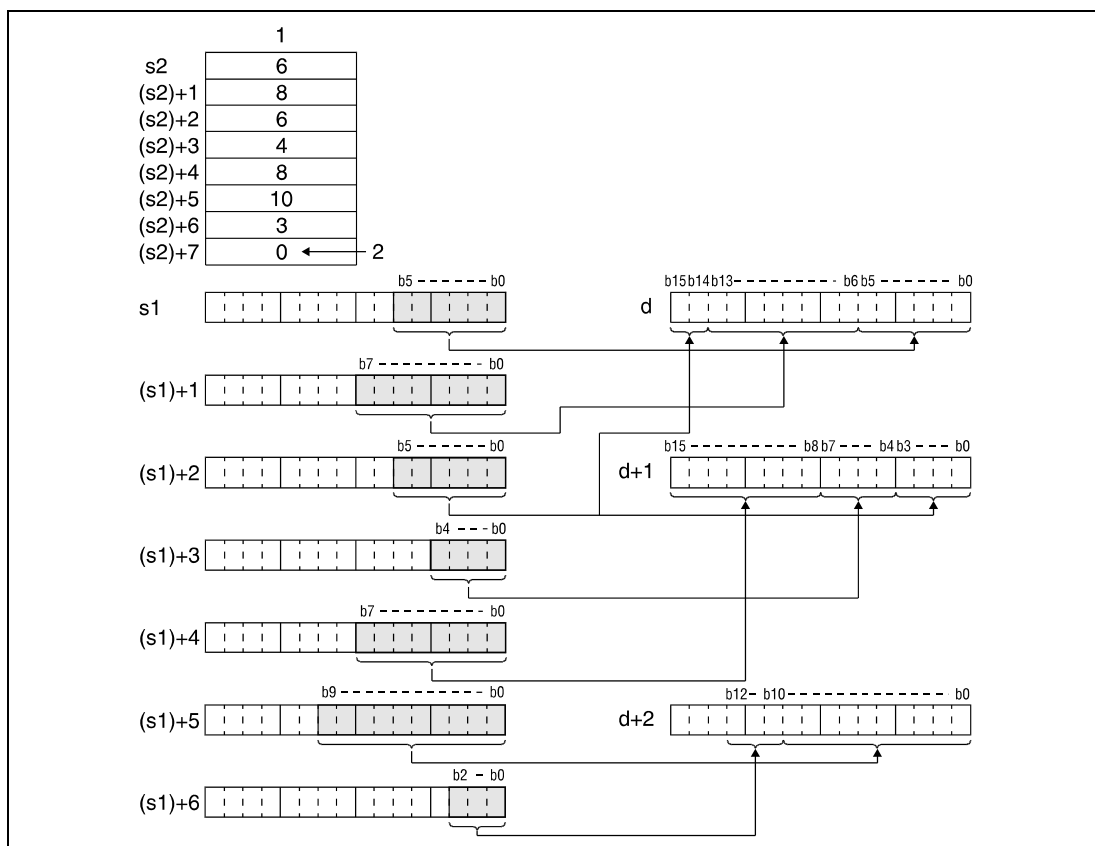 1
s2 6
(s2)+1 8
(s2)+2 6
(s2)+3 4
(s2)+4 8
(s2)+5 10
(s2)+6 3
(s2)+7 0 2
b5 b0 b15 b14 b13 b6 b5 b0
s1 d
b7 b0
(s1)+1
b5 b0 b15 b8 b7 b4 b3 b0
(s1)+2 d+1
b4 b0
(s1)+3
b7 b0
(s1)+4
b9 b0 b12 b10 b0
(s1)+5 d+2
b2 b0
(s1)+6